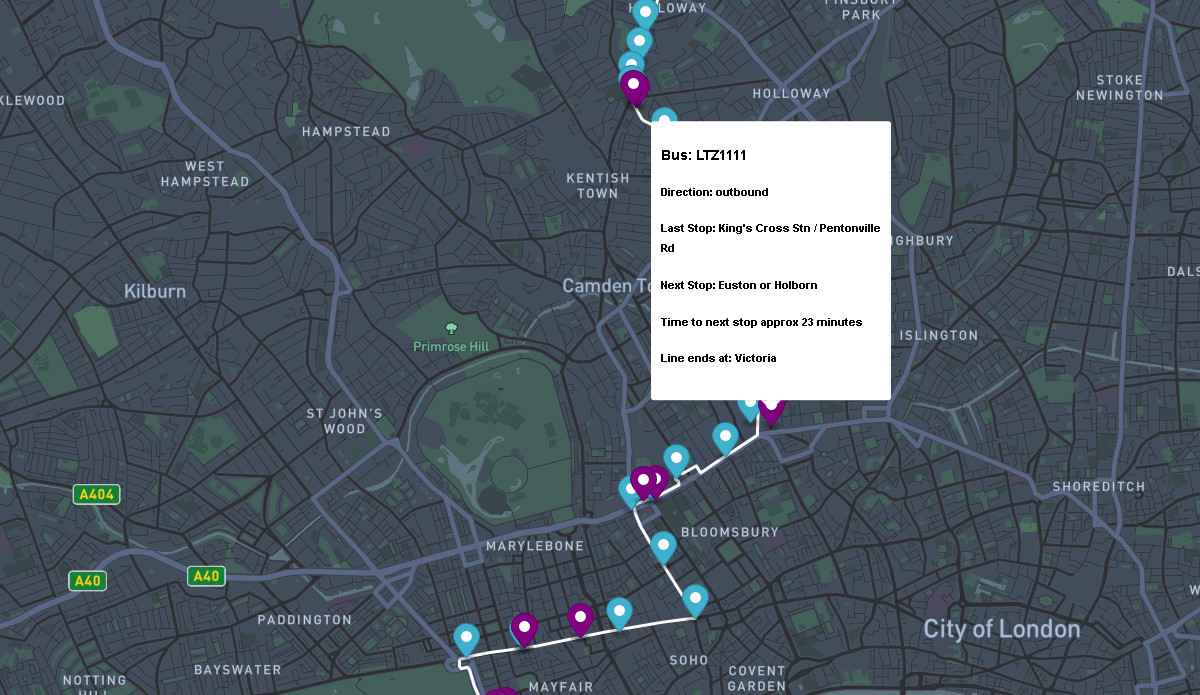 HOLLOWAY
FINSBURY
PARK
STOKE
NEWINGTON
KLEWOOD
HOLLOWAY
HAMPSTEAD
WEST
HAMPSTEAD
KENTISH
TOWN
Bus: LTZ1111
Direction: outbound
Last Stop: King's Cross Stn / Pentonville
Rd
Next Stop: Euston or Holborn
Time to next stop approx 23 minutes
Line ends at: Victoria
GHBURY
DALS
Kilburn
Camden To
Primrose Hill
ISLINGTON
ST JOHN'S
WOOD
A404
SHOREDITCH
BLOOMSBURY
MARYLEBONE
A40
A40
PADDINGTON
City of London
BAYSWATER
SOHO
COVENT
GARDEN
NOTTING
HILL
MAYFAIR